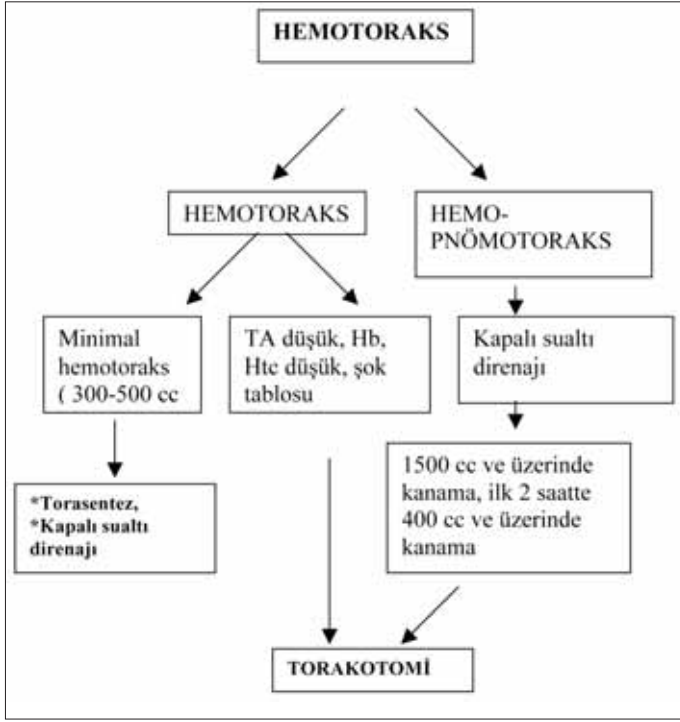 HEMOTORAKS
HEMOTORAKS
HEMO-
PNÖMOTORAKS
Minimal
hemotoraks
( 300-500 cc
TA düşük, Hb,
Htc düşük, şok
tablosu
Kapalı sualtı
direnajı
*Torasentez,
*Kapalı sualtı
direnajı
1500 cc ve üzerinde
kanama, ilk 2 saatte
400 cc ve üzerinde
kanama
TORAKOTOMİ